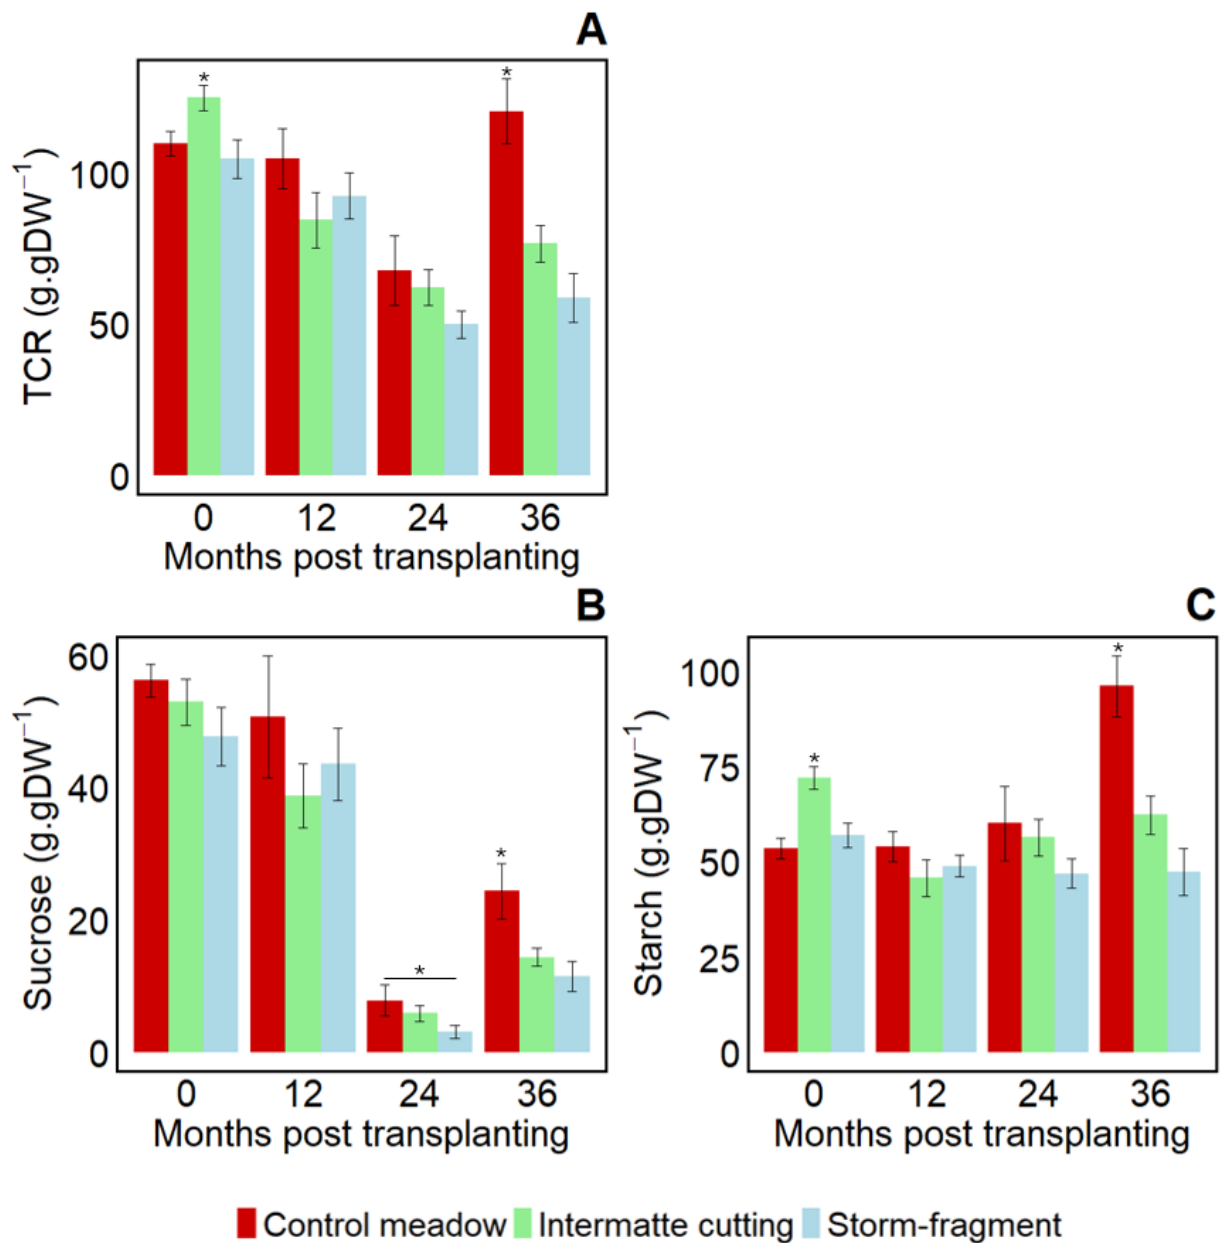 A
*
*
100
50
0
TCR (g.gDW⁻¹)
0 12 24 36
Months post transplanting
B
60
40
20
0
Sucrose (g.gDW⁻¹)
*
*
0 12 24 36
Months post transplanting
C
*
*
100
75
50
25
0
Starch (g.gDW⁻¹)
0 12 24 36
Months post transplanting
Control meadow Intermatte cutting Storm-fragment